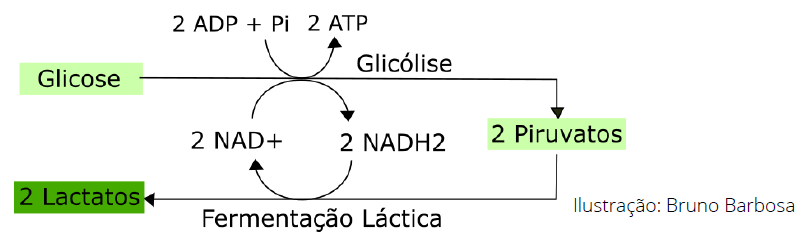 2 ADP + Pi
2 ATP
Glicólise
Glicose
2 NAD+
2 NADH2
2 Piruvatos
2 Lactatos
Fermentação Láctica
Ilustração: Bruno Barbosa